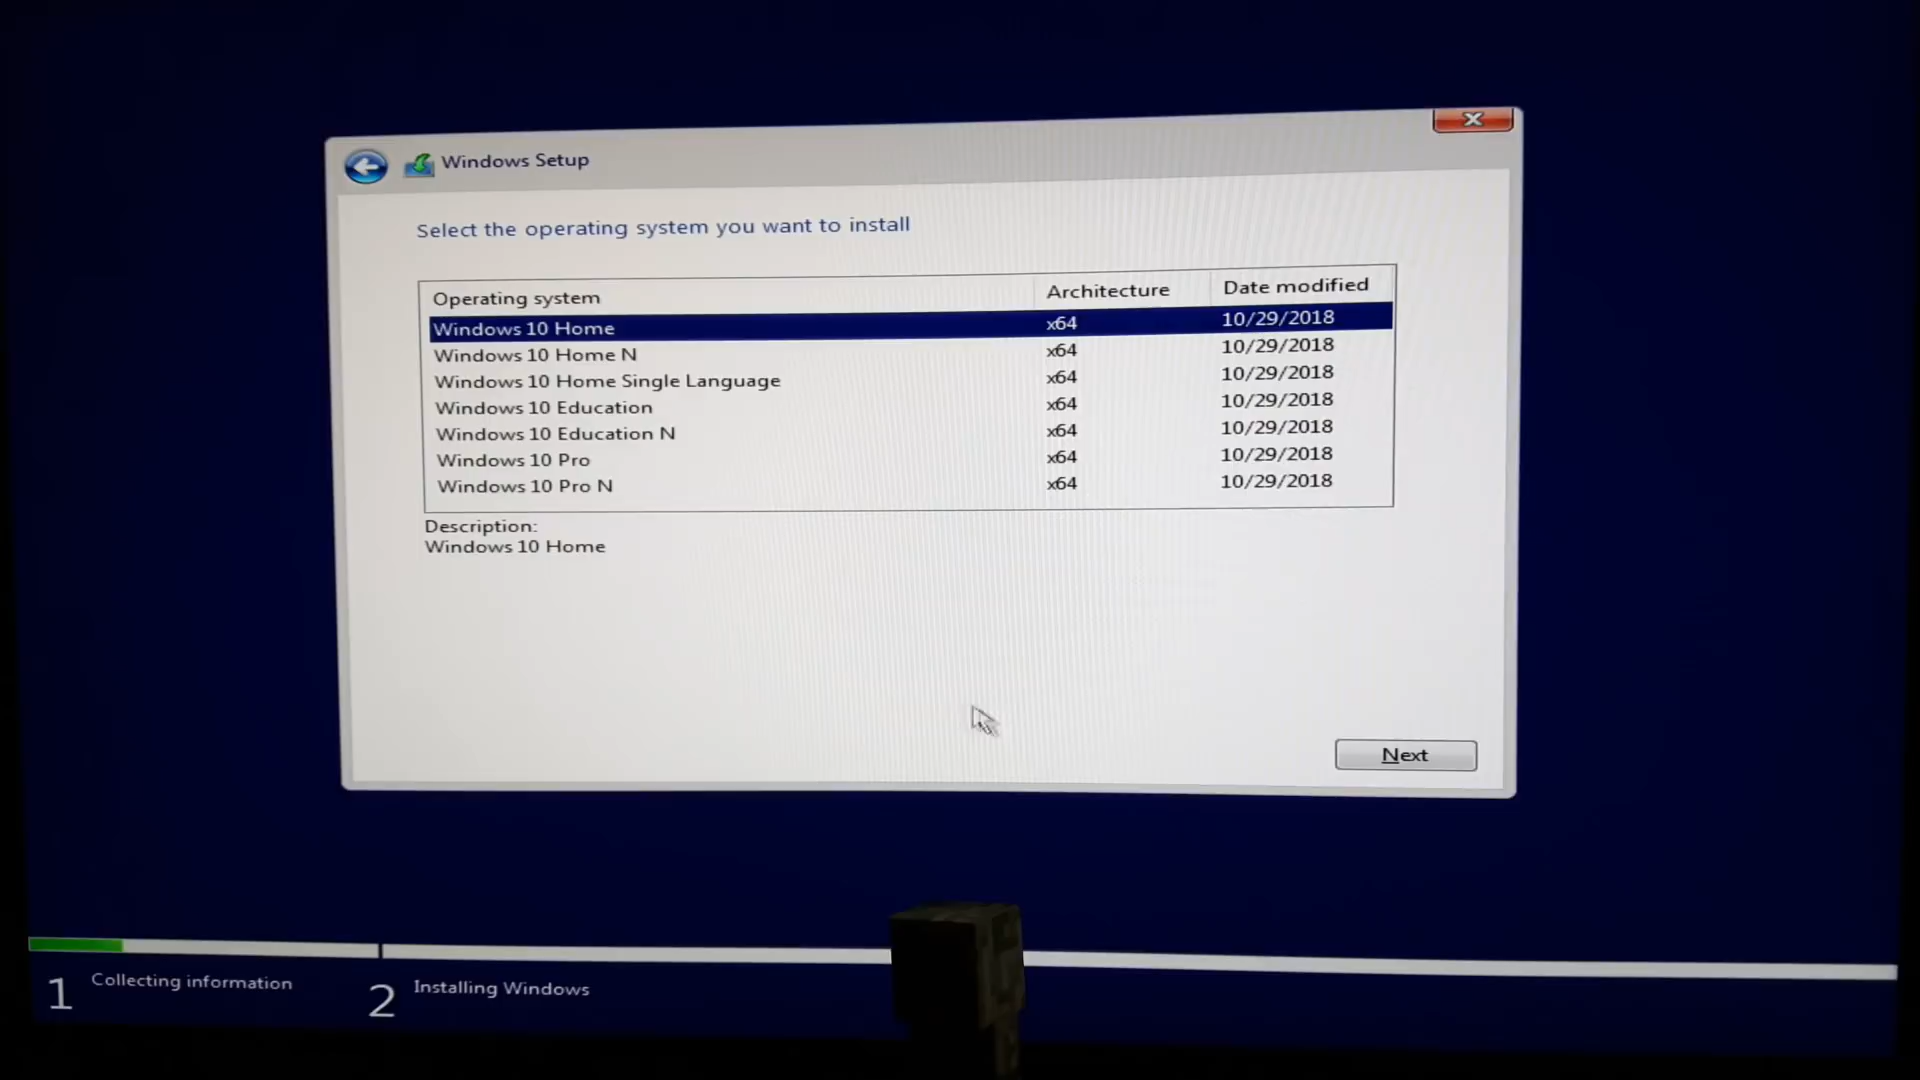 Windows Setup
Select the operating system you want to install
Operating system Architecture Date modified
Windows 10 Home x64 10/29/2018
Windows 10 Home N x64 10/29/2018
Windows 10 Home Single Language x64 10/29/2018
Windows 10 Education x64 10/29/2018
Windows 10 Education N x64 10/29/2018
Windows 10 Pro x64 10/29/2018
Windows 10 Pro N x64 10/29/2018
Description:
Windows 10 Home
Next
1 Collecting information 2 Installing Windows